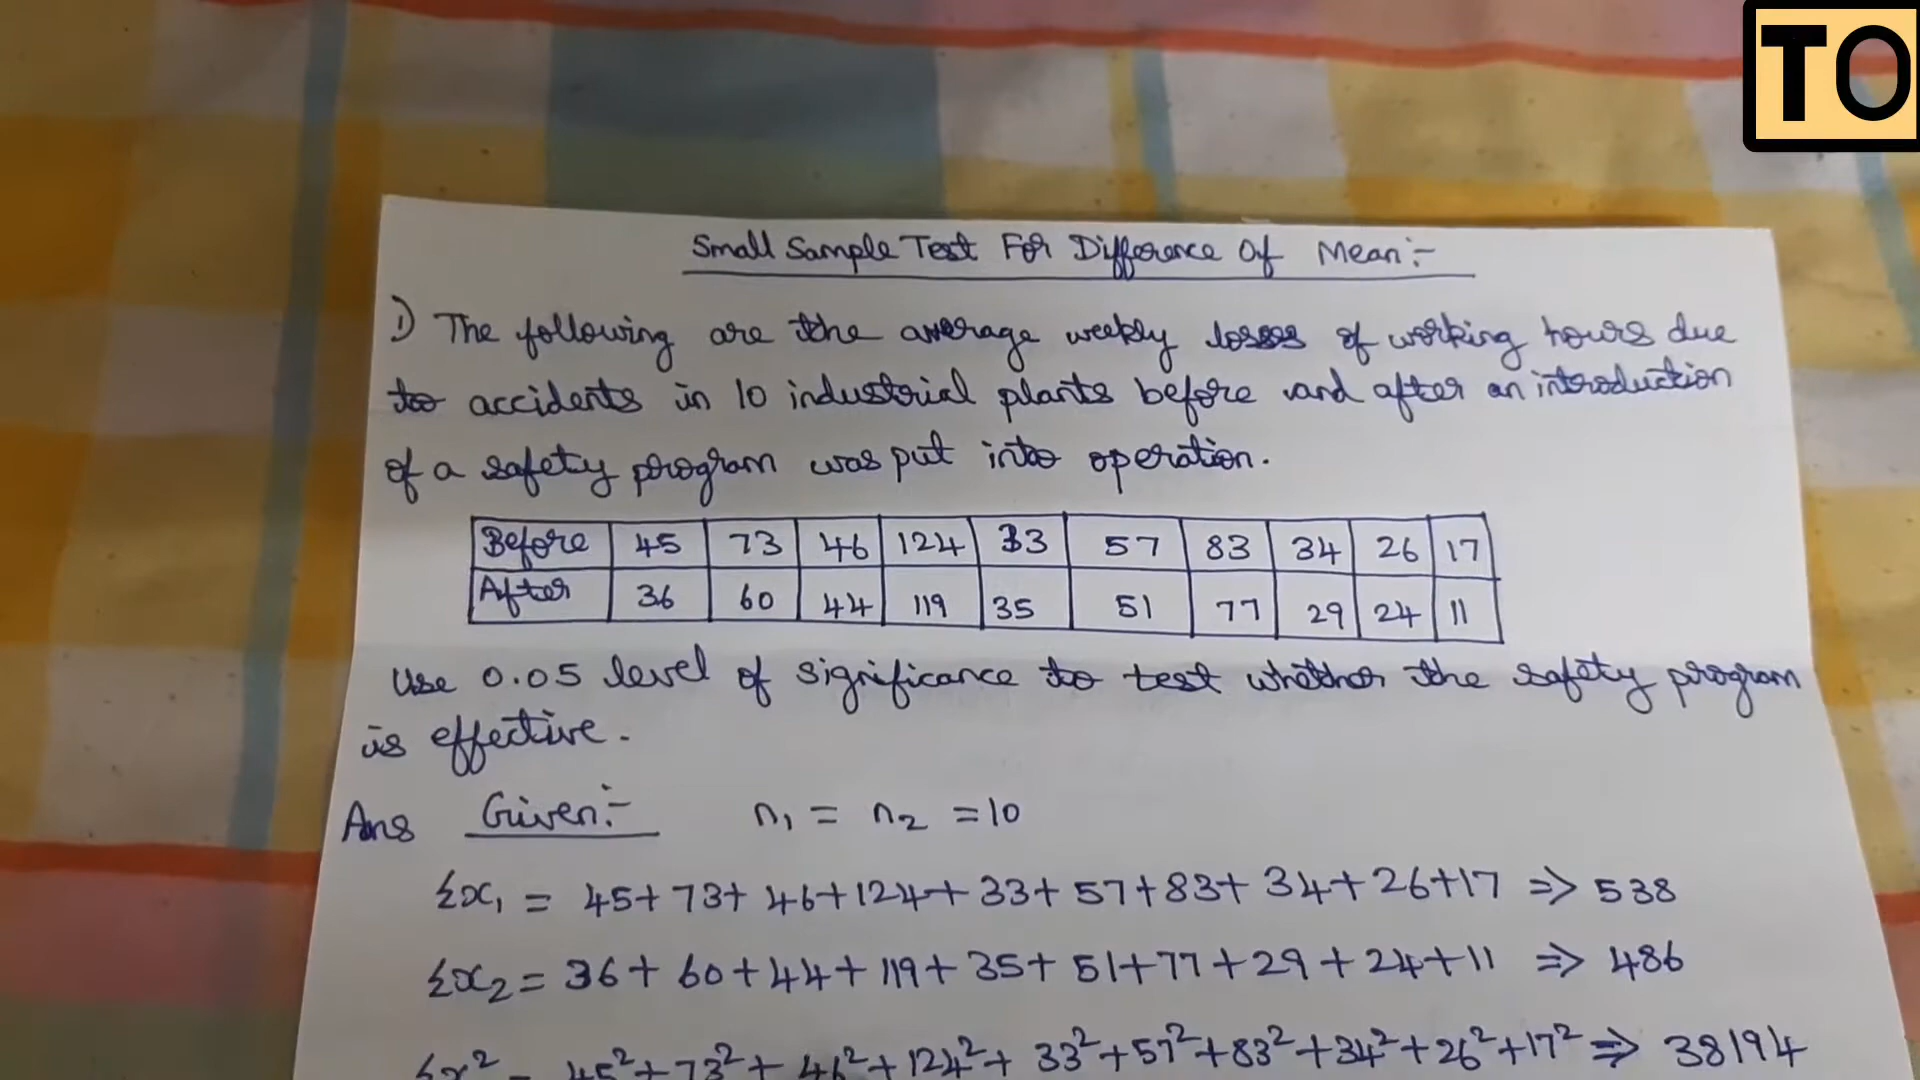 TO
Small Sample Test For Difference Of Mean:-
1) The following are the average weekly losses of working hours due
to accidents in 10 industrial plants before and after an introduction
of a safety program was put into operation.
Before 45 73 46 124 33 57 83 34 26 17
After 36 60 44 119 35 51 77 29 24 11
Use 0.05 level of significance to test whether the safety program
is effective.
Ans Given:- n₁ = n₂ = 10
Σx₁ = 45+73+46+124+33+57+83+34+26+17 ⇒ 538
Σx₂ = 36+60+44+119+35+51+77+29+24+11 ⇒ 486
45²+73²+46²+124²+33²+57²+83²+34²+26²+17² ⇒ 38194